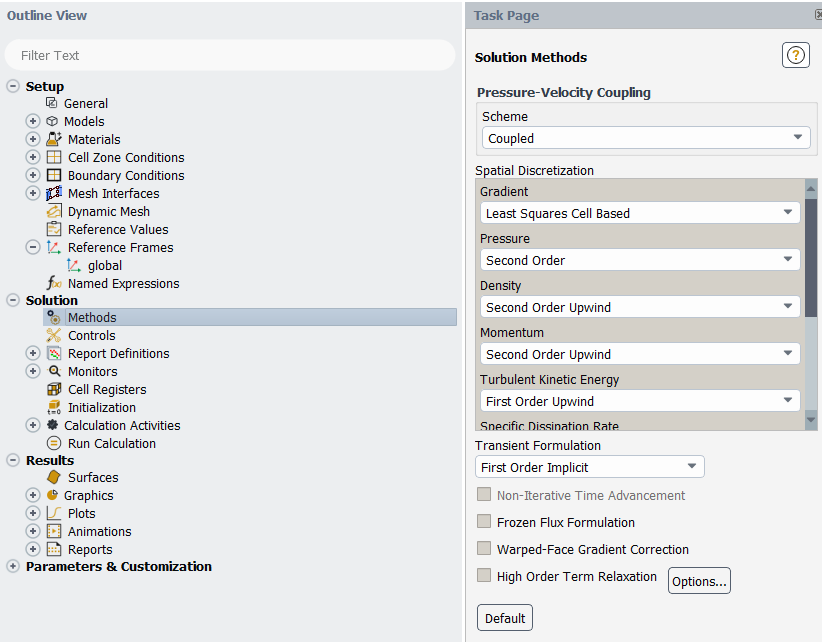 Outline View
Filter Text
Setup
General
Models
Materials
Cell Zone Conditions
Boundary Conditions
Mesh Interfaces
Dynamic Mesh
Reference Values
Reference Frames
global
Named Expressions
Solution
Methods
Controls
Report Definitions
Monitors
Cell Registers
Initialization
Calculation Activities
Run Calculation
Results
Surfaces
Graphics
Plots
Animations
Reports
Parameters & Customization
Task Page
Solution Methods
?
Pressure-Velocity Coupling
Scheme
Coupled
Spatial Discretization
Gradient
Least Squares Cell Based
Pressure
Second Order
Density
Second Order Upwind
Momentum
Second Order Upwind
Turbulent Kinetic Energy
First Order Upwind
Specific Dissipation Rate
Transient Formulation
First Order Implicit
Non-Iterative Time Advancement
Frozen Flux Formulation
Warped-Face Gradient Correction
High Order Term Relaxation Options...
Default